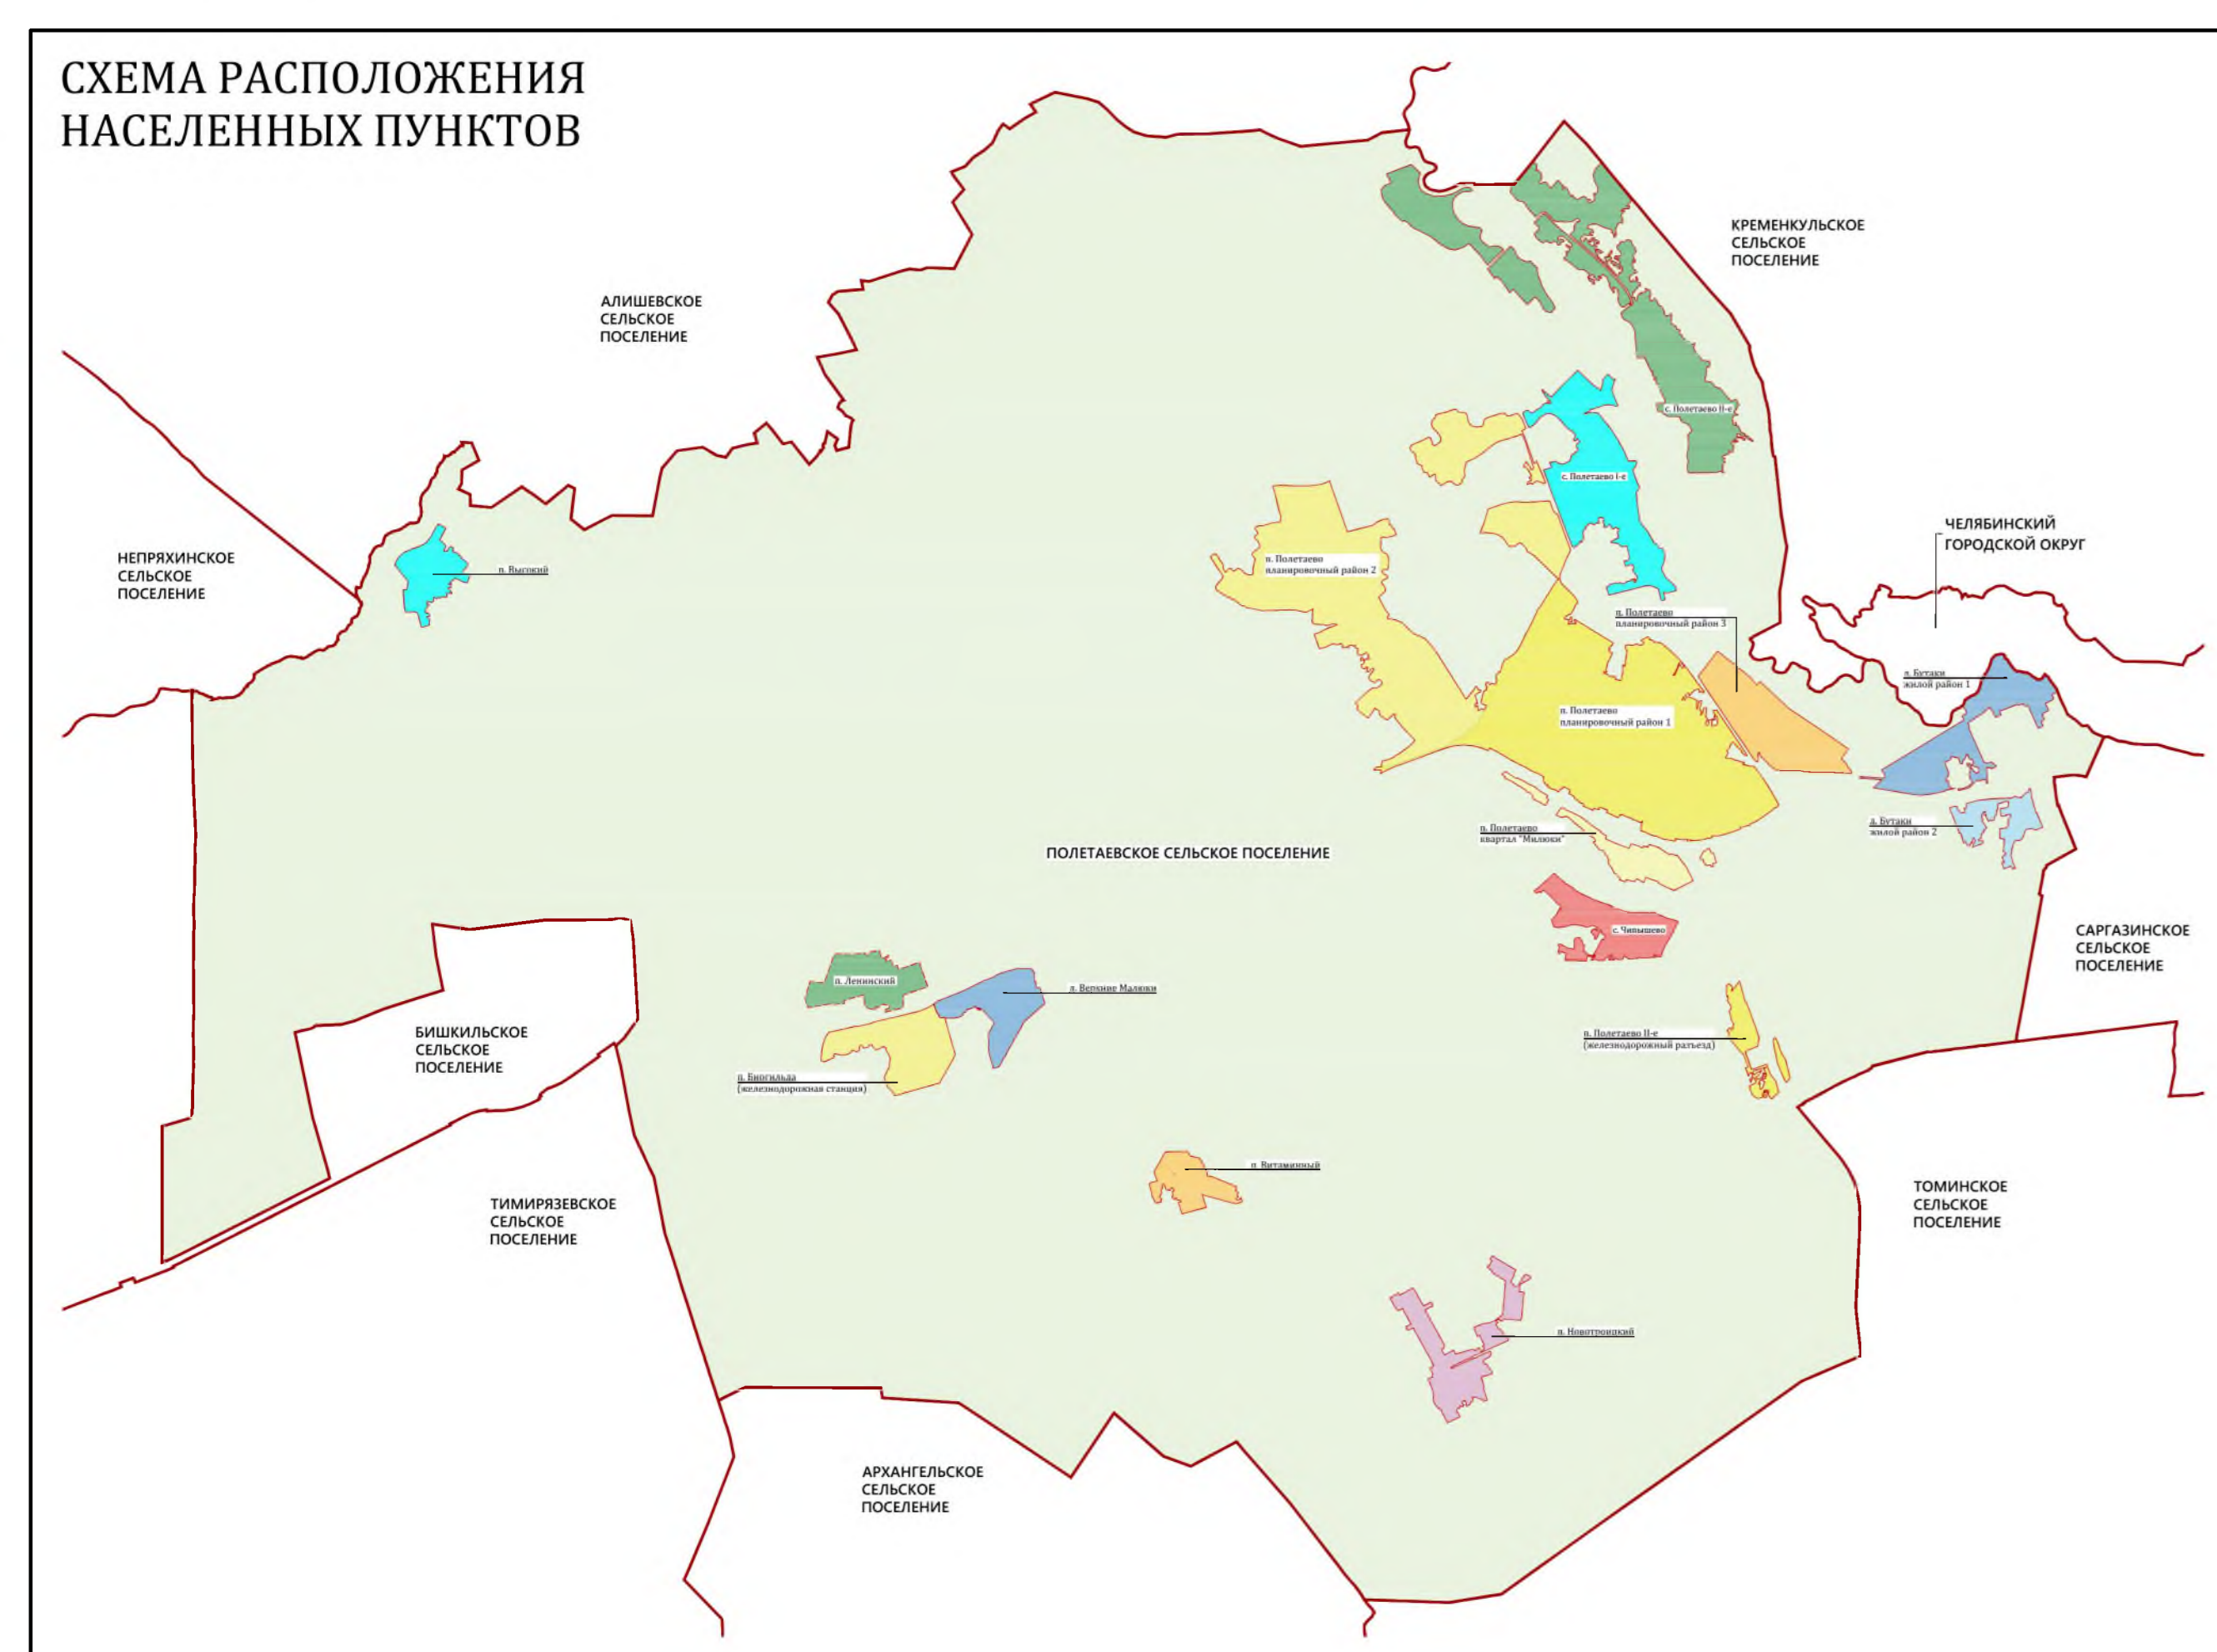 СХЕМА РАСПОЛОЖЕНИЯ
НАСЕЛЕННЫХ ПУНКТОВ
КРЕМЕНКУЛЬСКОЕ
СЕЛЬСКОЕ
ПОСЕЛЕНИЕ
АЛИШЕВСКОЕ
СЕЛЬСКОЕ
ПОСЕЛЕНИЕ
с. Полетаево II-е
с. Полетаево I-е
ЧЕЛЯБИНСКИЙ
ГОРОДСКОЙ ОКРУГ
НЕПРЯХИНСКОЕ
СЕЛЬСКОЕ
ПОСЕЛЕНИЕ
п. Высокий
п. Полетаево
планировочный район 2
п. Полетаево
планировочный район 3
д. Бутаки
жилой район 1
п. Полетаево
планировочный район 1
п. Полетаево
квартал "Милюки"
д. Бутаки
жилой район 2
ПОЛЕТАЕВСКОЕ СЕЛЬСКОЕ ПОСЕЛЕНИЕ
с. Чипышево
САРГАЗИНСКОЕ
СЕЛЬСКОЕ
ПОСЕЛЕНИЕ
п. Ленинский
д. Верхние Малюки
БИШКИЛЬСКОЕ
СЕЛЬСКОЕ
ПОСЕЛЕНИЕ
п. Полетаево II-е
(железнодорожный разъезд)
п. Биргильда
(железнодорожная станция)
п. Витаминный
ТИМИРЯЗЕВСКОЕ
СЕЛЬСКОЕ
ПОСЕЛЕНИЕ
ТОМИНСКОЕ
СЕЛЬСКОЕ
ПОСЕЛЕНИЕ
п. Новотроицкий
АРХАНГЕЛЬСКОЕ
СЕЛЬСКОЕ
ПОСЕЛЕНИЕ